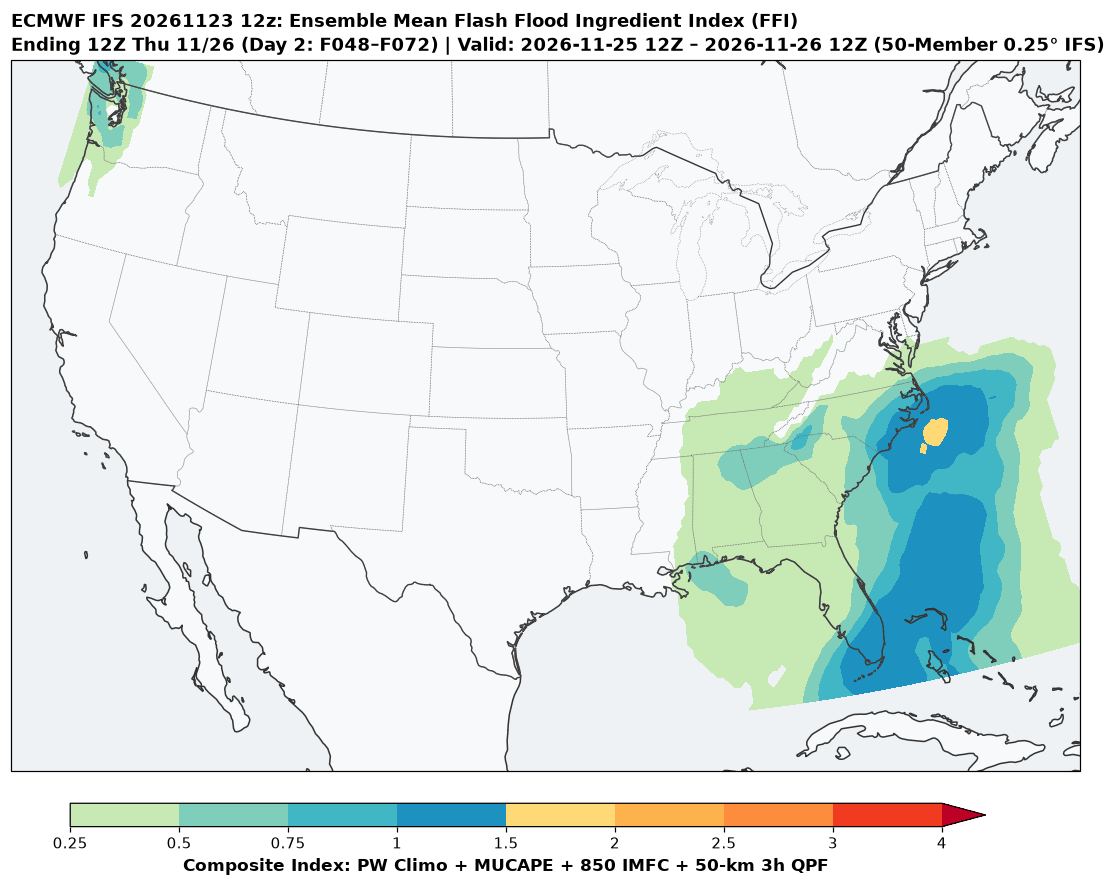 ECMWF IFS 20261123 12z: Ensemble Mean Flash Flood Ingredient Index (FFI)
Ending 12Z Thu 11/26 (Day 2: F048–F072) | Valid: 2026-11-25 12Z – 2026-11-26 12Z (50-Member 0.25° IFS)
0.25 0.5 0.75 1 1.5 2 2.5 3 4
Composite Index: PW Climo + MUCAPE + 850 IMFC + 50-km 3h QPF